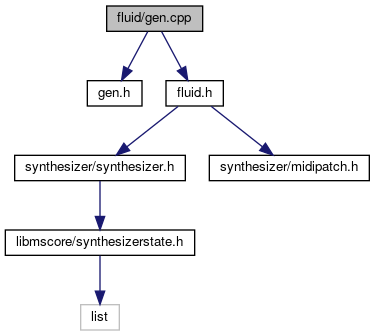 fluid/gen.cpp
gen.h
fluid.h
synthesizer/synthesizer.h
synthesizer/midipatch.h
libmscore/synthesizerstate.h
list